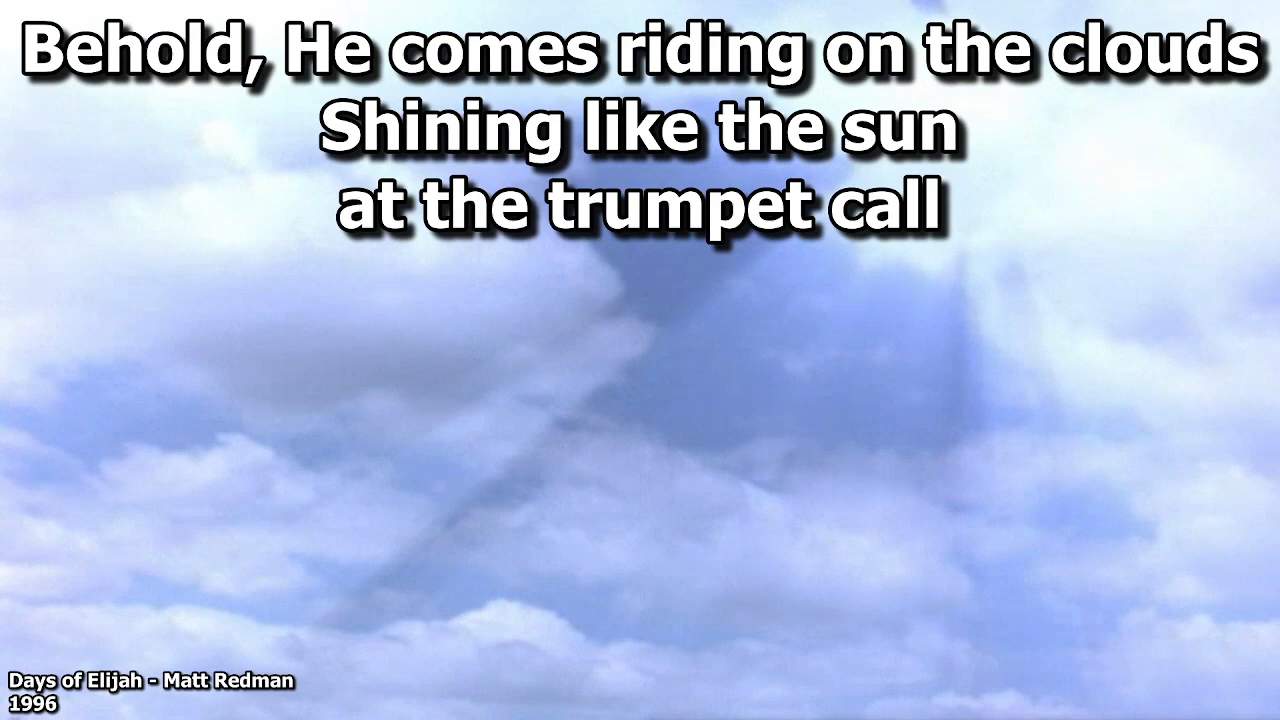 Behold, He comes riding on the clouds
Shining like the sun
at the trumpet call
Days of Elijah - Matt Redman
1996